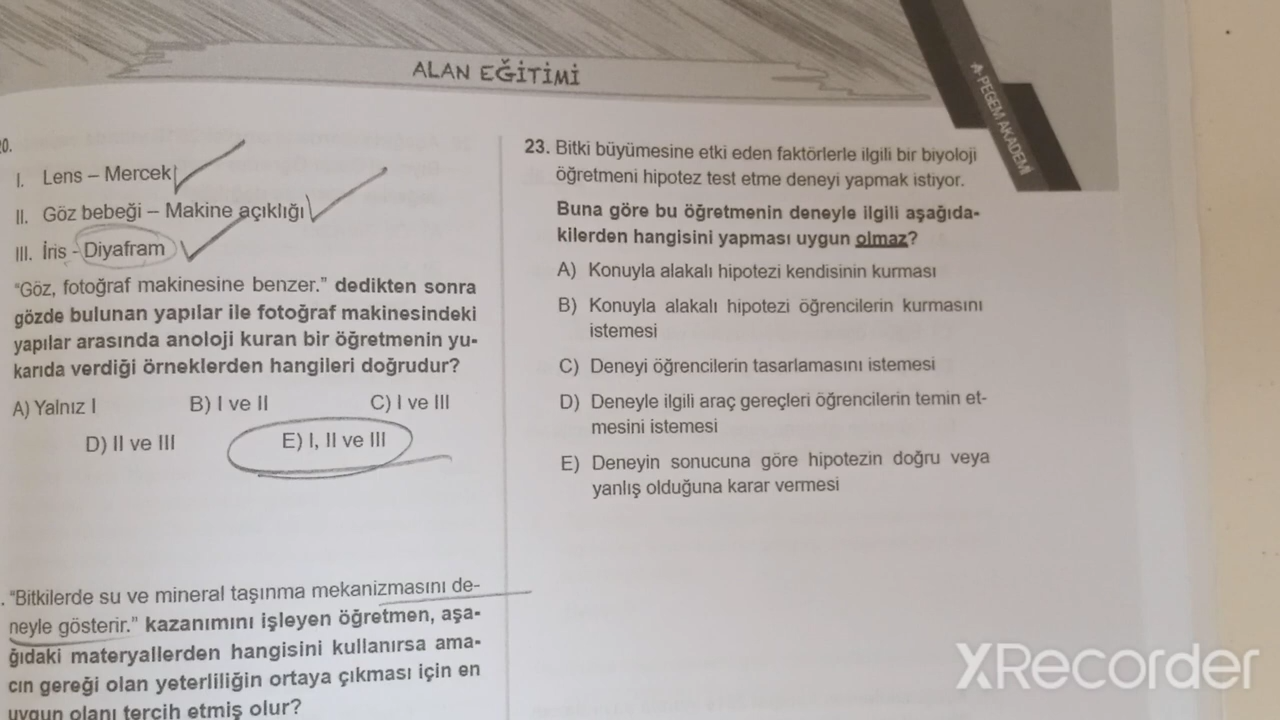 ALAN EĞİTİMİ
A-PEGEM AKADEMİ
20.
I. Lens – Mercek
II. Göz bebeği – Makine açıklığı
III. İris - Diyafram
“Göz, fotoğraf makinesine benzer.” dedikten sonra
gözde bulunan yapılar ile fotoğraf makinesindeki
yapılar arasında anoloji kuran bir öğretmenin yu-
karıda verdiği örneklerden hangileri doğrudur?
A) Yalnız I B) I ve II C) I ve III
D) II ve III E) I, II ve III
. “Bitkilerde su ve mineral taşınma mekanizmasını de-
neyle gösterir.” kazanımını işleyen öğretmen, aşa-
ğıdaki materyallerden hangisini kullanırsa ama-
cın gereği olan yeterliliğin ortaya çıkması için en
uygun olanı tercih etmiş olur?
23. Bitki büyümesine etki eden faktörlerle ilgili bir biyoloji
öğretmeni hipotez test etme deneyi yapmak istiyor.
Buna göre bu öğretmenin deneyle ilgili aşağıda-
kilerden hangisini yapması uygun olmaz?
A) Konuyla alakalı hipotezi kendisinin kurması
B) Konuyla alakalı hipotezi öğrencilerin kurmasını
istemesi
C) Deneyi öğrencilerin tasarlamasını istemesi
D) Deneyle ilgili araç gereçleri öğrencilerin temin et-
mesini istemesi
E) Deneyin sonucuna göre hipotezin doğru veya
yanlış olduğuna karar vermesi
XRecorder